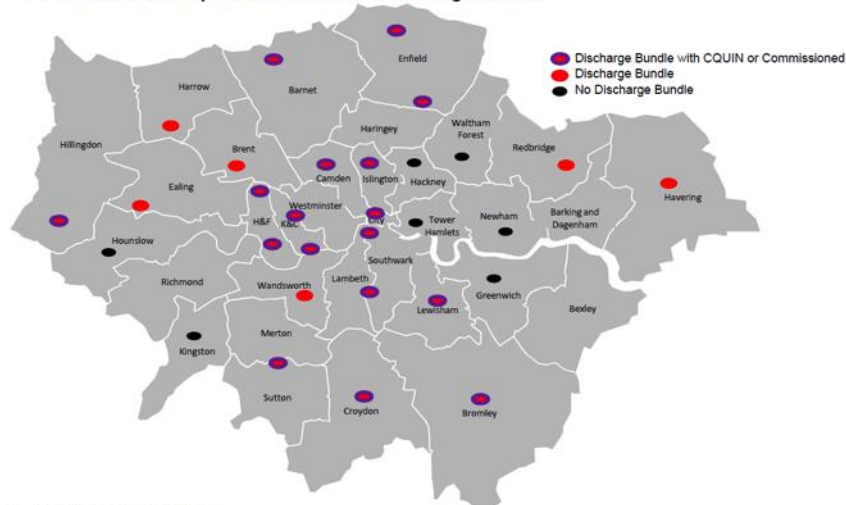 Discharge Bundle with CQUIN or Commissioned
Discharge Bundle
No Discharge Bundle
Enfield
Harrow
Barnet
Haringey
Waltham
Forest
Redbridge
Hillingdon
Brent
Camden
Islington
Hackney
Ealing
Havering
Westminster
H&F
K&C
City
Tower
Hamlets
Newham
Barking and
Dagenham
Hounslow
Southwark
Richmond
Wandsworth
Lambeth
Lewisham
Greenwich
Bexley
Merton
Kingston
Sutton
Croydon
Bromley